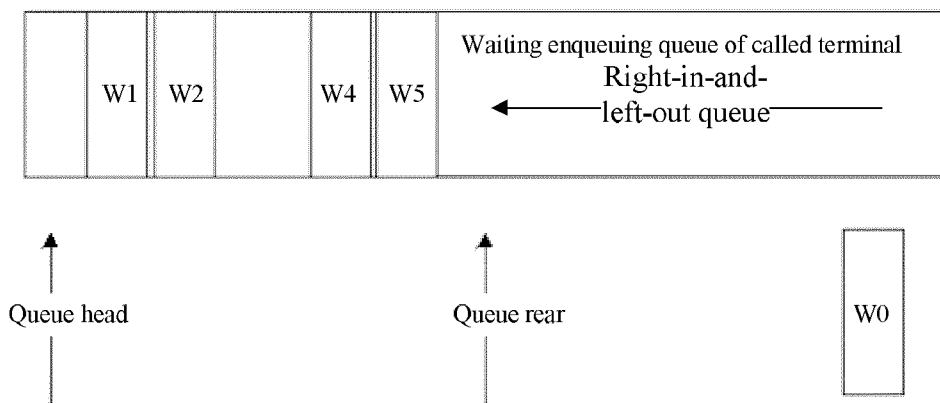 Waiting enqueuing queue of called terminal
Right-in-and-
left-out queue
W1 W2 W4 W5
Queue head
Queue rear
W0